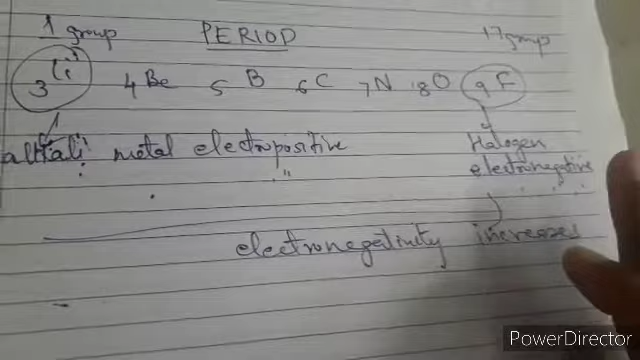 1 group PERIOD 17 group
3 Li 4 Be 5 B 6 C 7 N 8 O 9 F
alkali metal electropositive Halogen
electronegative
electronegativity increases
PowerDirector